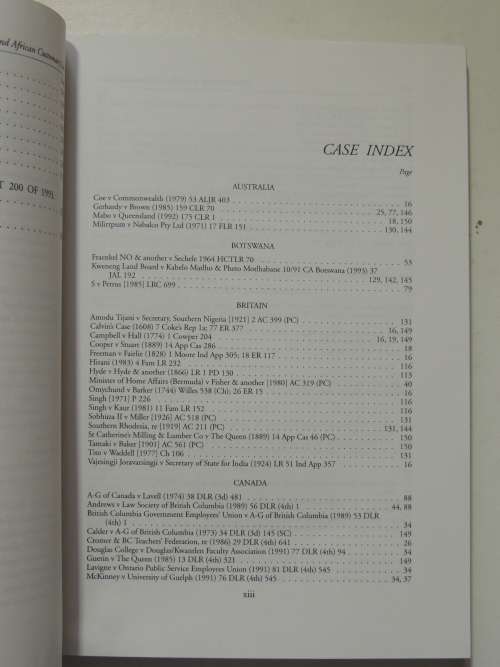 nd African Customary
T 200 OF 1993
CASE INDEX
Page
AUSTRALIA
Coe v Commonwealth (1979) 53 ALJR 403 . . . 16
Gerhardy v Brown (1985) 159 CLR 70 . . . 25, 77, 146
Mabo v Queensland (1992) 175 CLR 1 . . . 18, 150
Milirrpum v Nabalco Pty Ltd (1971) 17 FLR 151 . . . 130, 144
BOTSWANA
Fraenkel NO & another v Sechele 1964 HCTLR 70 . . . 53
Kweneng Land Board v Kabelo Matlho & Pheto Motlhabane 10/91 CA Botswana (1993) 37
JAL 192 . . . 129, 142, 145
S v Petrus [1985] LRC 699 . . . 79
BRITAIN
Amodu Tijani v Secretary, Southern Nigeria [1921] 2 AC 399 (PC) . . . 131
Calvin's Case (1608) 7 Coke's Rep 1a; 77 ER 377 . . . 16, 149
Campbell v Hall (1774) 1 Cowper 204 . . . 16, 19, 149
Cooper v Stuart (1889) 14 App Cas 286 . . . 18
Freeman v Fairlie (1828) 1 Moore Ind App 305; 18 ER 117 . . . 16
Hirani (1983) 4 Fam LR 232 . . . 116
Hyde v Hyde & another (1866) LR 1 PD 130 . . . 113
Minister of Home Affairs (Bermuda) v Fisher & another [1980] AC 319 (PC) . . . 40
Omychund v Barker (1744) Willes 538 (Ch); 26 ER 15 . . . 16
Singh [1971] P 226 . . . 116
Singh v Kaur (1981) 11 Fam LR 152 . . . 116
Sobhuza II v Miller [1926] AC 518 (PC) . . . 131
Southern Rhodesia, re [1919] AC 211 (PC) . . . 131, 144
St Catherine's Milling & Lumber Co v The Queen (1889) 14 App Cas 46 (PC) . . . 150
Tamaki v Baker [1901] AC 561 (PC) . . . 150
Tito v Waddell (1977) Ch 106 . . . 131
Vajesingji Joravarsingji v Secretary of State for India (1924) LR 51 Ind App 357 . . . 16
CANADA
A-G of Canada v Lavell (1974) 38 DLR (3d) 481 . . . 88
Andrews v Law Society of British Columbia (1989) 56 DLR (4th) 1 . . . 44, 88
British Columbia Government Employees' Union v A-G of British Columbia (1989) 53 DLR
(4th) 1 . . . 34
Calder v A-G of British Columbia (1973) 34 DLR (3d) 145 (SC) . . . 149
Cromer & BC Teachers' Federation, re (1986) 29 DLR (4th) 641 . . . 26
Douglas College v Douglas/Kwantlen Faculty Association (1991) 77 DLR (4th) 94 . . . 34
Guerin v The Queen (1985) 13 DLR (4th) 321 . . . 149
Lavigne v Ontario Public Service Employees Union (1991) 81 DLR (4th) 545 . . . 34
McKinney v University of Guelph (1991) 76 DLR (4th) 545 . . . 34, 37
xiii